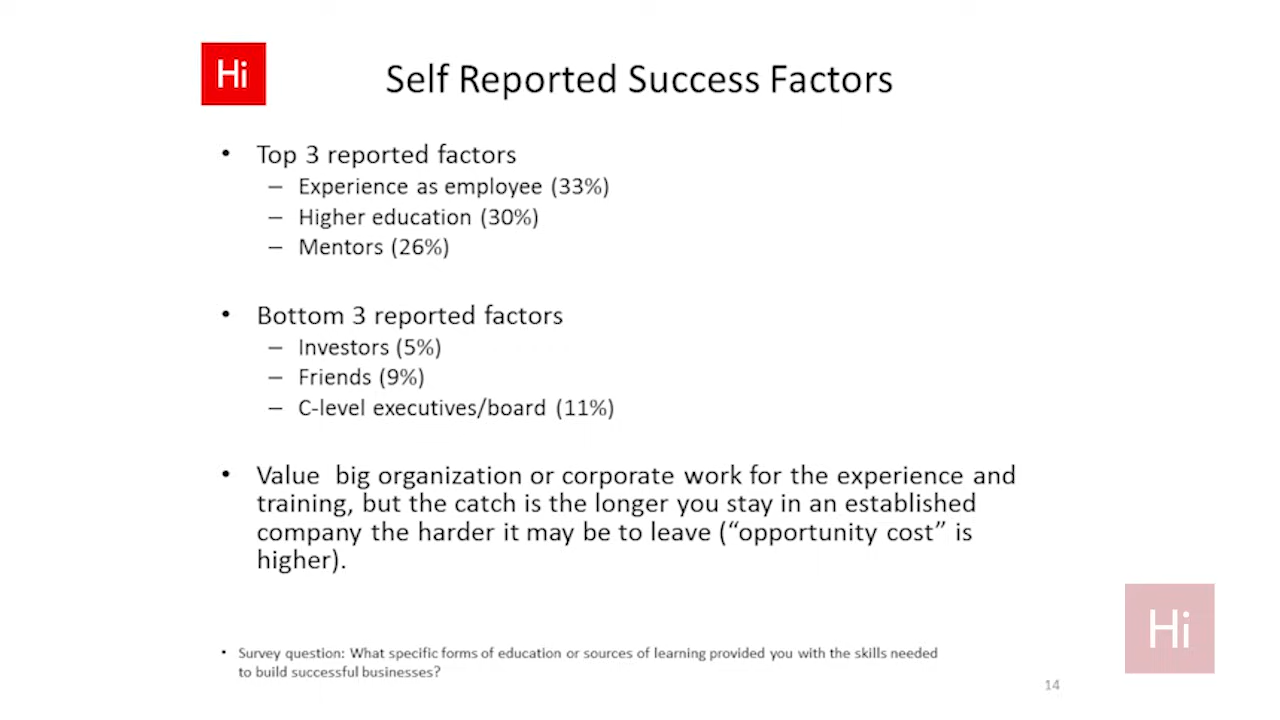 Hi
Self Reported Success Factors
• Top 3 reported factors
– Experience as employee (33%)
– Higher education (30%)
– Mentors (26%)
• Bottom 3 reported factors
– Investors (5%)
– Friends (9%)
– C-level executives/board (11%)
• Value  big organization or corporate work for the experience and
training, but the catch is the longer you stay in an established
company the harder it may be to leave (“opportunity cost” is
higher).
Hi
• Survey question: What specific forms of education or sources of learning provided you with the skills needed
to build successful businesses?
14